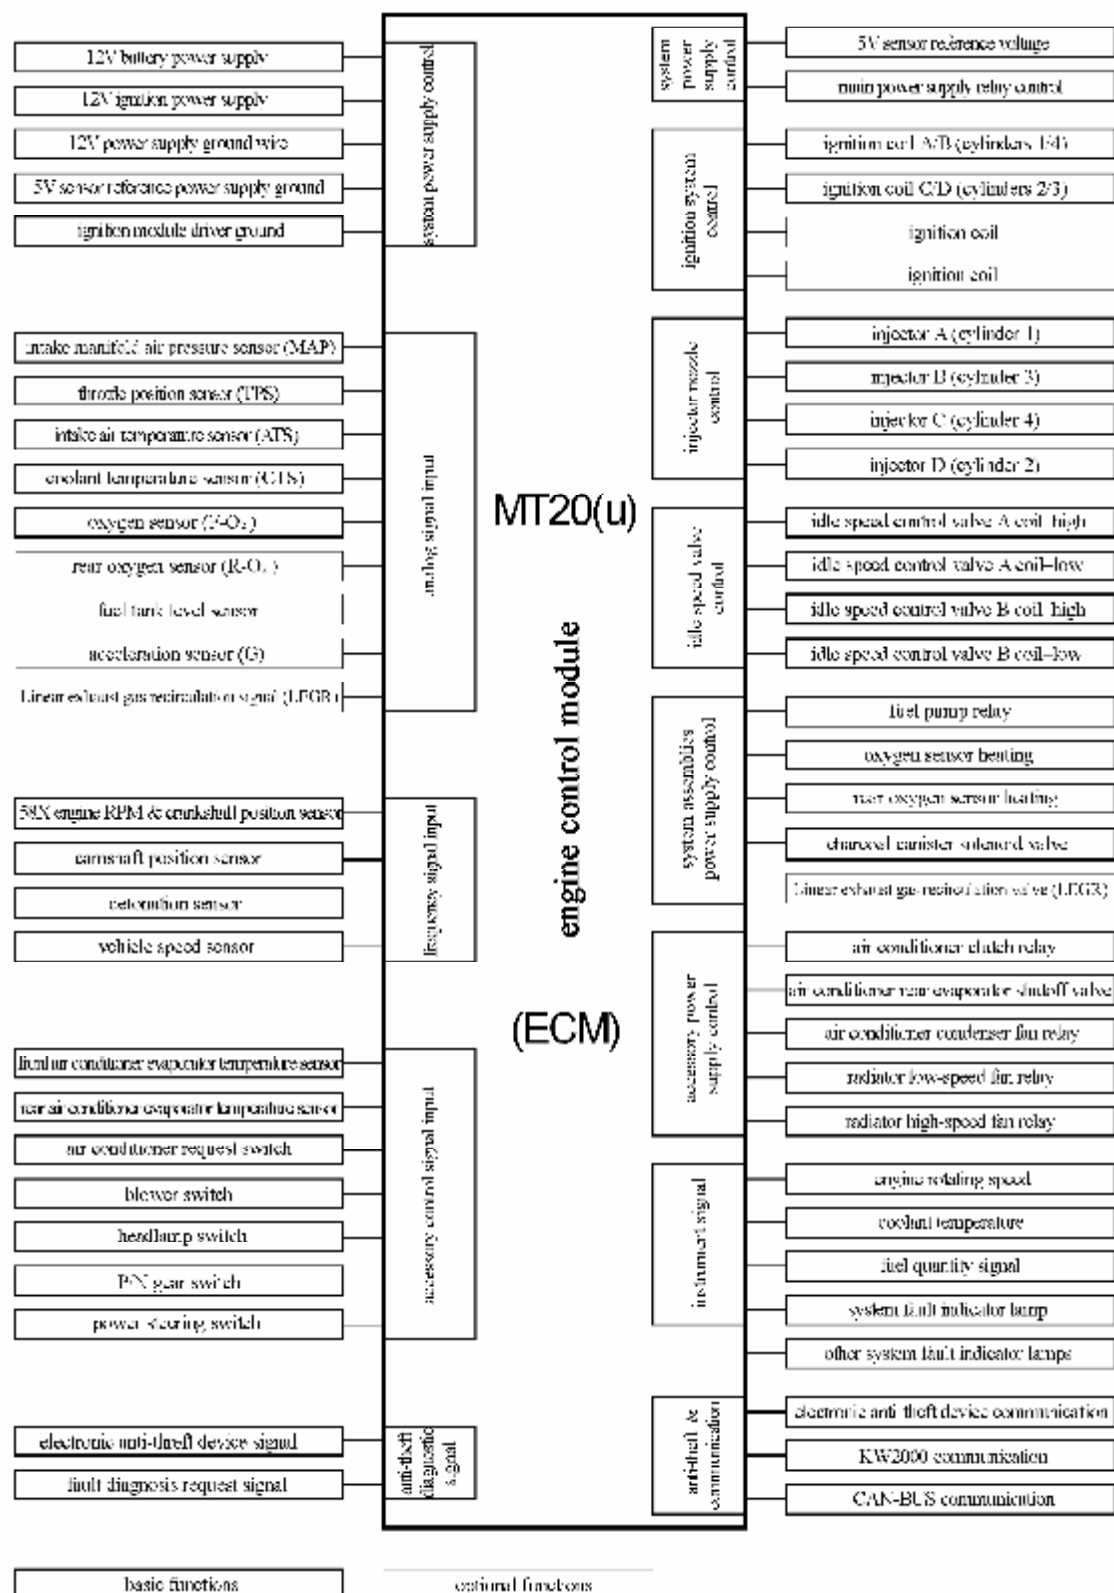 12V battery power supply
12V ignition power supply
12V power supply ground wire
5V sensor reference power supply ground
ignition module driver ground
system power supply control
intake manifold air pressure sensor (MAP)
throttle position sensor (TPS)
intake air temperature sensor (ATS)
coolant temperature sensor (CTS)
oxygen sensor (F-O₂)
rear oxygen sensor (R-O₂)
fuel tank level sensor
acceleration sensor (G)
Linear exhaust gas recirculation signal (LEGR)
analog signal input
58X engine RPM & crankshaft position sensor
camshaft position sensor
detonation sensor
vehicle speed sensor
frequency signal input
front air conditioner evaporator temperature sensor
rear air conditioner evaporator temperature sensor
air conditioner request switch
blower switch
headlamp switch
P/N gear switch
power steering switch
accessory control signal input
electronic anti-threft device signal
fault diagnosis request signal
anti-theft
diagnostic
signal
MT20(u)
engine control module
(ECM)
system
power
supply
control
5V sensor reference voltage
main power supply relay control
ignition system
control
ignition coil A/B (cylinders 1/4)
ignition coil C/D (cylinders 2/3)
ignition coil
ignition coil
injector nozzle
control
injector A (cylinder 1)
injector B (cylinder 3)
injector C (cylinder 4)
injector D (cylinder 2)
idle speed valve
control
idle speed control valve A coil-high
idle speed control valve A coil-low
idle speed control valve B coil-high
idle speed control valve B coil-low
system assemblies
power supply control
fuel pump relay
oxygen sensor heating
rear oxygen sensor heating
charcoal canister solenoid valve
Linear exhaust gas recirculation valve (LEGR)
accessory power
supply control
air conditioner clutch relay
air conditioner rear evaporator shutoff valve
air conditioner condenser fan relay
radiator low-speed fan relay
radiator high-speed fan relay
instrument signal
engine rotating speed
coolant temperature
fuel quantity signal
system fault indicator lamp
other system fault indicator lamps
anti-theft &
communication
electronic anti-theft device communication
KW2000 communication
CAN-BUS communication
basic functions
optional functions